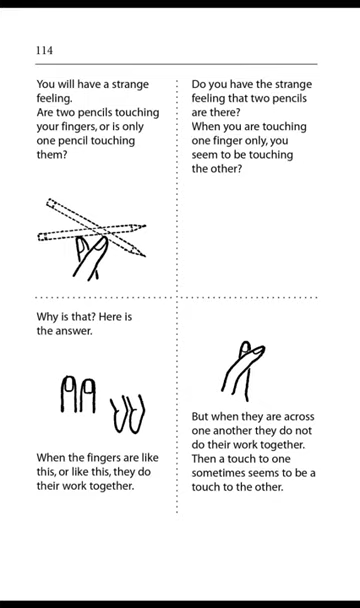 114
You will have a strange
feeling.
Are two pencils touching
your fingers, or is only
one pencil touching
them?
Do you have the strange
feeling that two pencils
are there?
When you are touching
one finger only, you
seem to be touching
the other?
Why is that? Here is
the answer.
When the fingers are like
this, or like this, they do
their work together.
But when they are across
one another they do not
do their work together.
Then a touch to one
sometimes seems to be a
touch to the other.